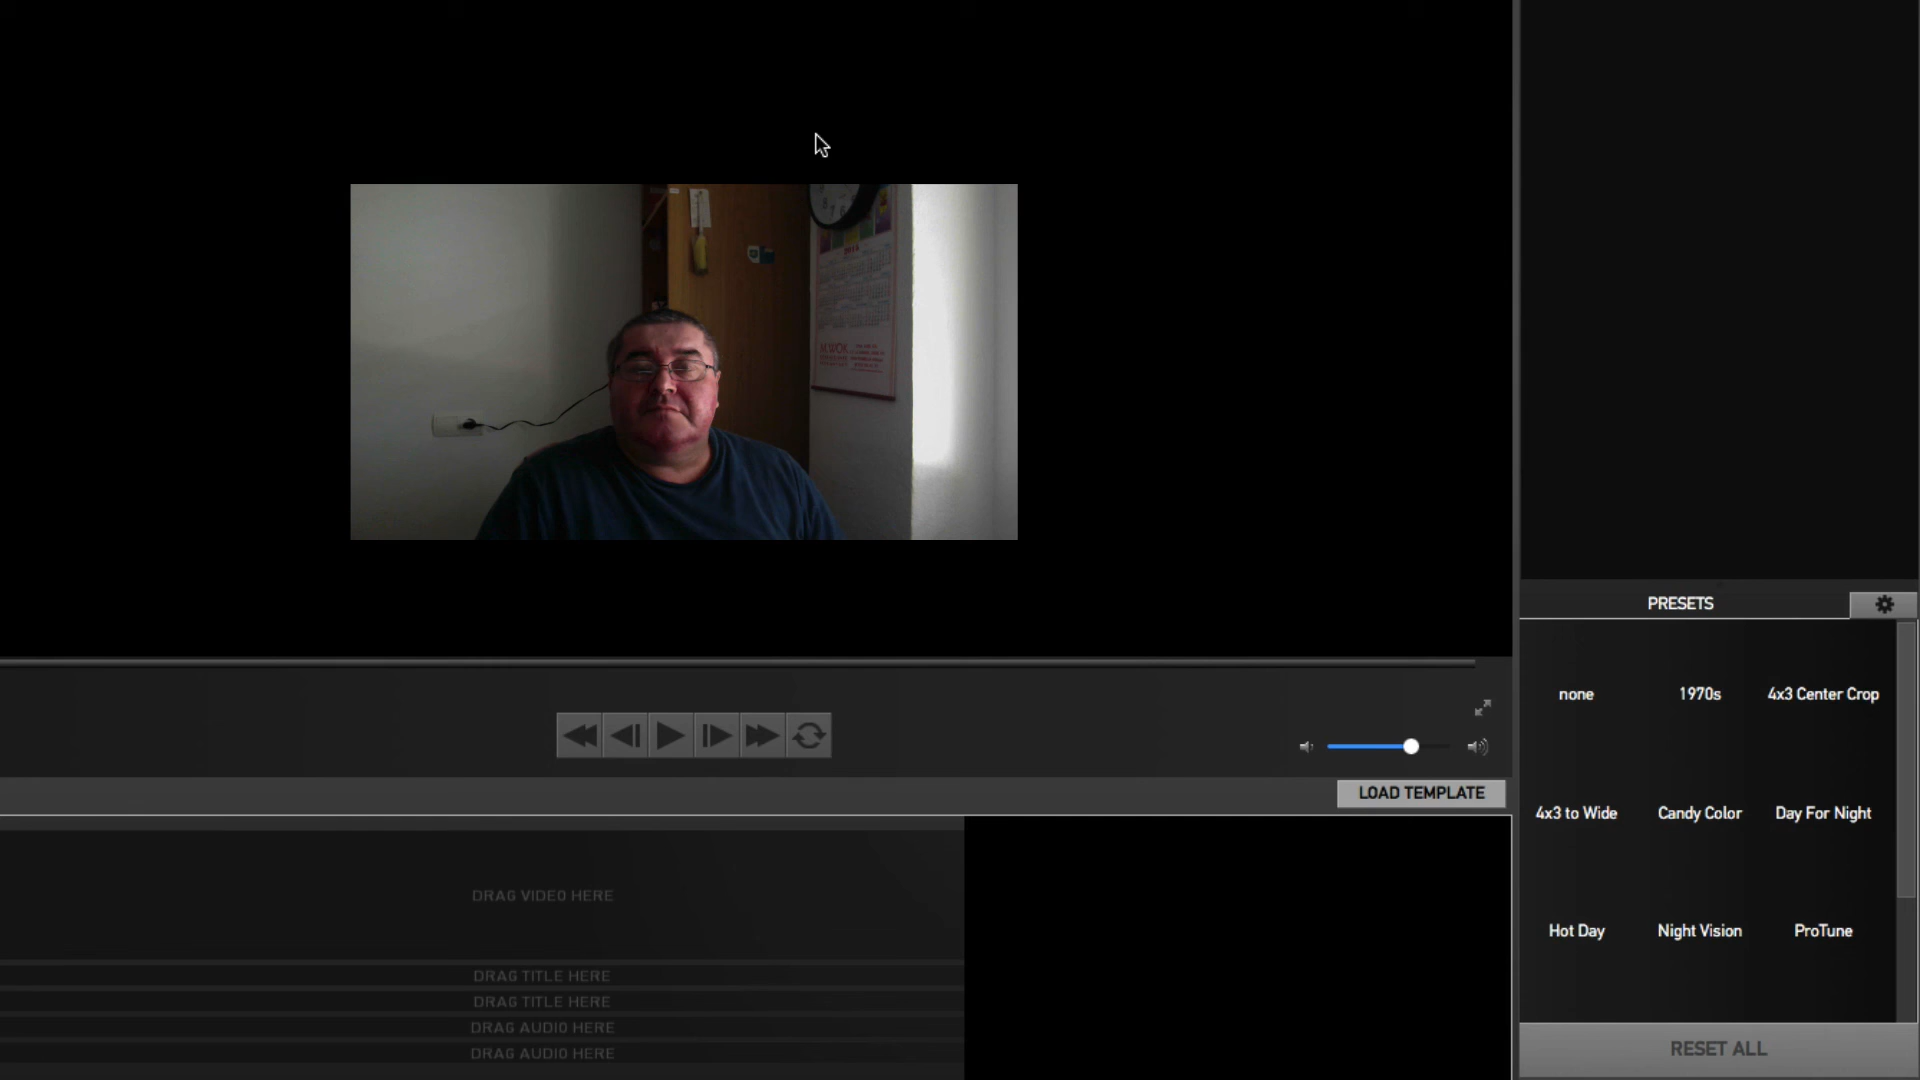 M.WOK
PRESETS
none
1970s
4x3 Center Crop
4x3 to Wide
Candy Color
Day For Night
Hot Day
Night Vision
ProTune
RESET ALL
LOAD TEMPLATE
DRAG VIDEO HERE
DRAG TITLE HERE
DRAG TITLE HERE
DRAG AUDIO HERE
DRAG AUDIO HERE